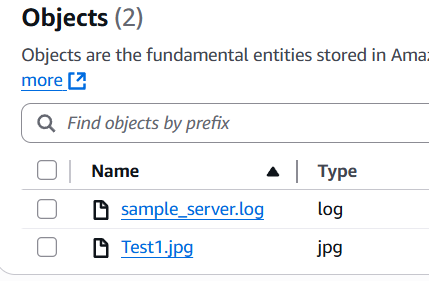 Objects (2)
Objects are the fundamental entities stored in Ama
more
Find objects by prefix
Name Type
sample_server.log log
Test1.jpg jpg